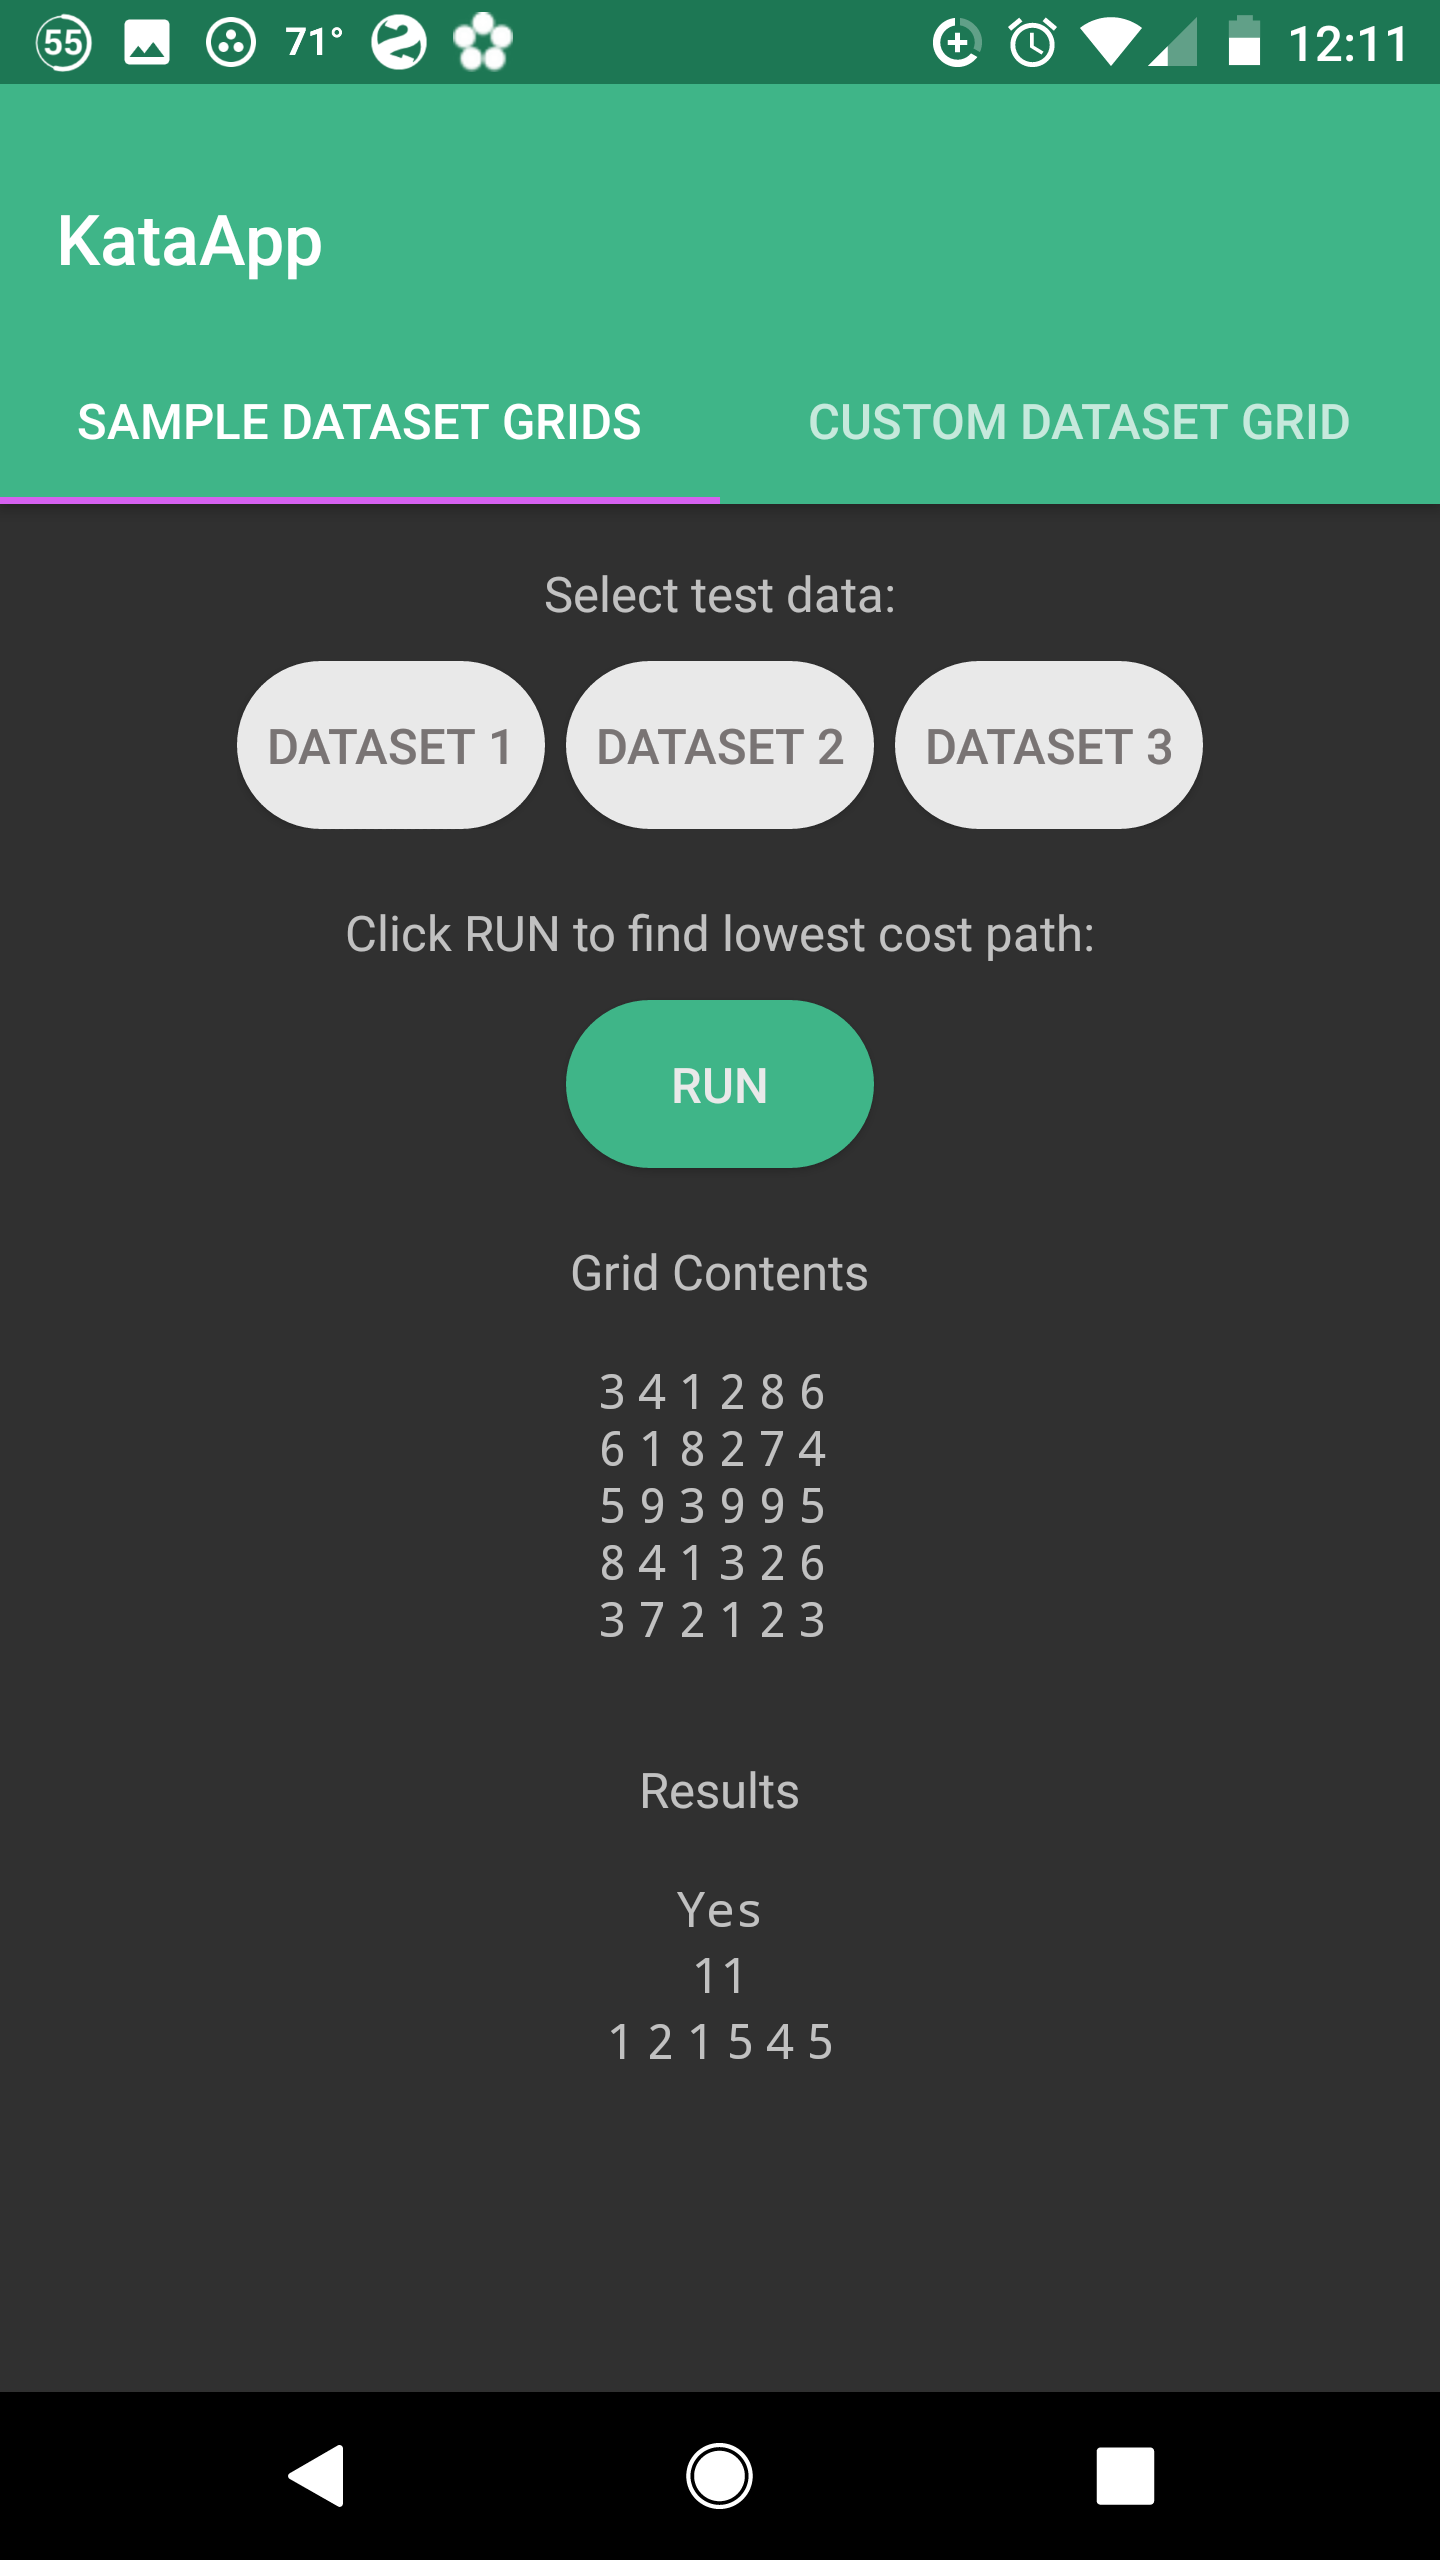 55 71° 12:11
KataApp
SAMPLE DATASET GRIDS CUSTOM DATASET GRID
Select test data:
DATASET 1 DATASET 2 DATASET 3
Click RUN to find lowest cost path:
RUN
Grid Contents
3 4 1 2 8 6
6 1 8 2 7 4
5 9 3 9 9 5
8 4 1 3 2 6
3 7 2 1 2 3
Results
Yes
11
1 2 1 5 4 5